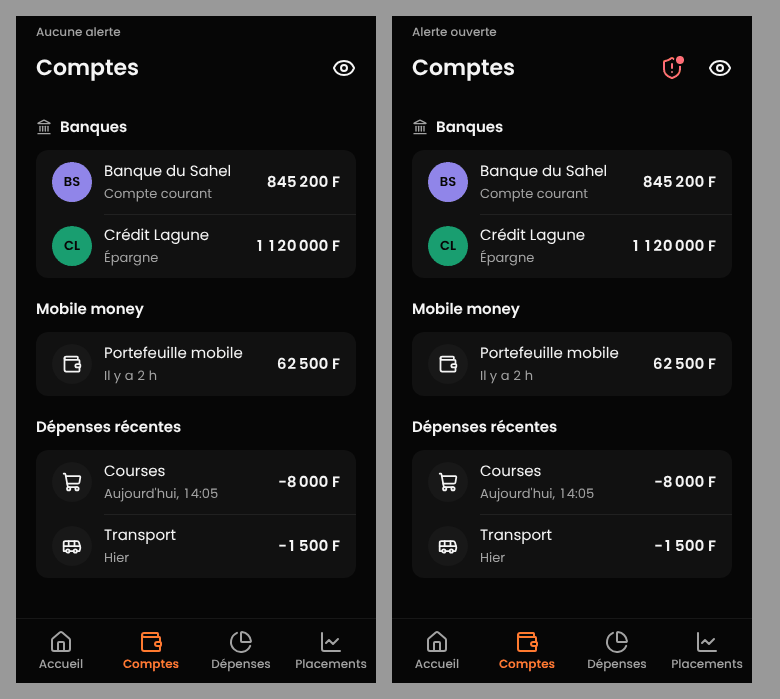 Aucune alerte
Comptes
Banques
BS
Banque du Sahel
Compte courant
845 200 F
CL
Crédit Lagune
Épargne
1 120 000 F
Mobile money
Portefeuille mobile
Il y a 2 h
62 500 F
Dépenses récentes
Courses
Aujourd'hui, 14:05
-8 000 F
Transport
Hier
-1 500 F
Accueil
Comptes
Dépenses
Placements
Alerte ouverte
Comptes
Banques
BS
Banque du Sahel
Compte courant
845 200 F
CL
Crédit Lagune
Épargne
1 120 000 F
Mobile money
Portefeuille mobile
Il y a 2 h
62 500 F
Dépenses récentes
Courses
Aujourd'hui, 14:05
-8 000 F
Transport
Hier
-1 500 F
Accueil
Comptes
Dépenses
Placements